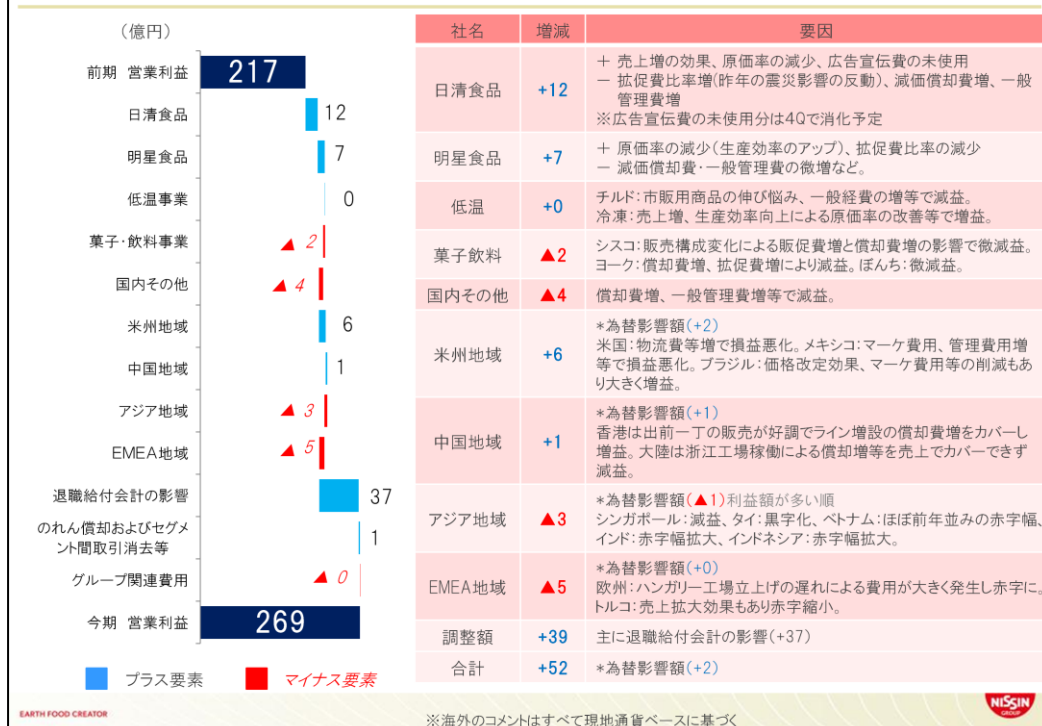 （億円）
前期 営業利益
217
日清食品
12
明星食品
7
低温事業
0
菓子・飲料事業
▲ 2
国内その他
▲ 4
米州地域
6
中国地域
1
アジア地域
▲ 3
EMEA地域
▲ 5
退職給付会計の影響
37
のれん償却およびセグメ
ント間取引消去等
1
グループ関連費用
▲ 0
今期 営業利益
269
プラス要素
マイナス要素
社名 増減 要因
日清食品 +12
＋ 売上増の効果、原価率の減少、広告宣伝費の未使用
－ 拡促費比率増(昨年の震災影響の反動)、減価償却費増、一般
管理費増
※広告宣伝費の未使用分は4Qで消化予定
明星食品 +7
＋ 原価率の減少(生産効率のアップ)、拡促費比率の減少
－ 減価償却費・一般管理費の微増など。
低温 +0
チルド：市販用商品の伸び悩み、一般経費の増等で減益。
冷凍：売上増、生産効率向上による原価率の改善等で増益。
菓子飲料 ▲2
シスコ：販売構成変化による販促費増と償却費増の影響で微減益。
ヨーク：償却費増、拡促費増により減益。ぼんち：微減益。
国内その他 ▲4 償却費増、一般管理費増等で減益。
米州地域 +6
*為替影響額(+2)
米国：物流費等増で損益悪化。メキシコ：マーケ費用、管理費用増
等で損益悪化。ブラジル：価格改定効果、マーケ費用等の削減もあ
り大きく増益。
中国地域 +1
*為替影響額(+1)
香港は出前一丁の販売が好調でライン増設の償却費増をカバーし
増益。大陸は浙江工場稼働による償却増等を売上でカバーできず
減益。
アジア地域 ▲3
*為替影響額(▲1)利益額が多い順
シンガポール：減益、タイ：黒字化、ベトナム：ほぼ前年並みの赤字幅、
インド：赤字幅拡大、インドネシア：赤字幅拡大。
EMEA地域 ▲5
*為替影響額(+0)
欧州：ハンガリー工場立上げの遅れによる費用が大きく発生し赤字に。
トルコ：売上拡大効果もあり赤字縮小。
調整額 +39 主に退職給付会計の影響(+37)
合計 +52 *為替影響額(+2)
EARTH FOOD CREATOR
※海外のコメントはすべて現地通貨ベースに基づく
NISSIN
GROUP